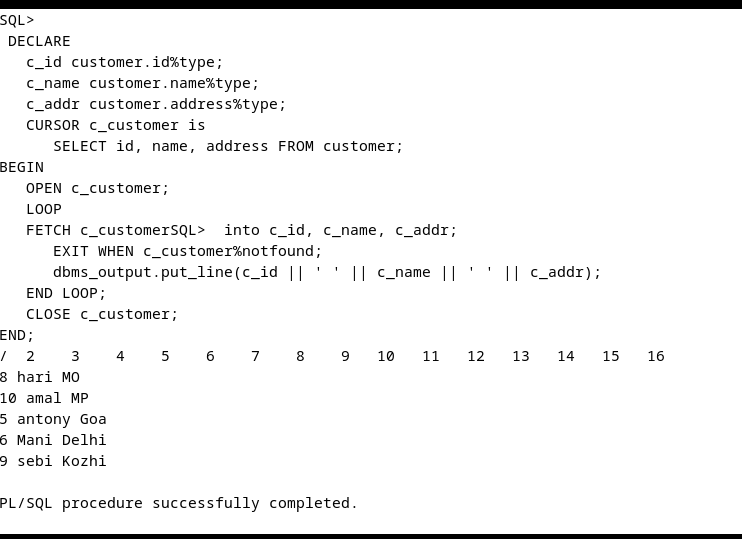 SQL>
 DECLARE
   c_id customer.id%type;
   c_name customer.name%type;
   c_addr customer.address%type;
   CURSOR c_customer is
      SELECT id, name, address FROM customer;
BEGIN
   OPEN c_customer;
   LOOP
   FETCH c_customerSQL>  into c_id, c_name, c_addr;
      EXIT WHEN c_customer%notfound;
      dbms_output.put_line(c_id || ' ' || c_name || ' ' || c_addr);
   END LOOP;
   CLOSE c_customer;
END;
/  2    3    4    5    6    7    8    9   10   11   12   13   14   15   16
8 hari MO
10 amal MP
5 antony Goa
6 Mani Delhi
9 sebi Kozhi

PL/SQL procedure successfully completed.